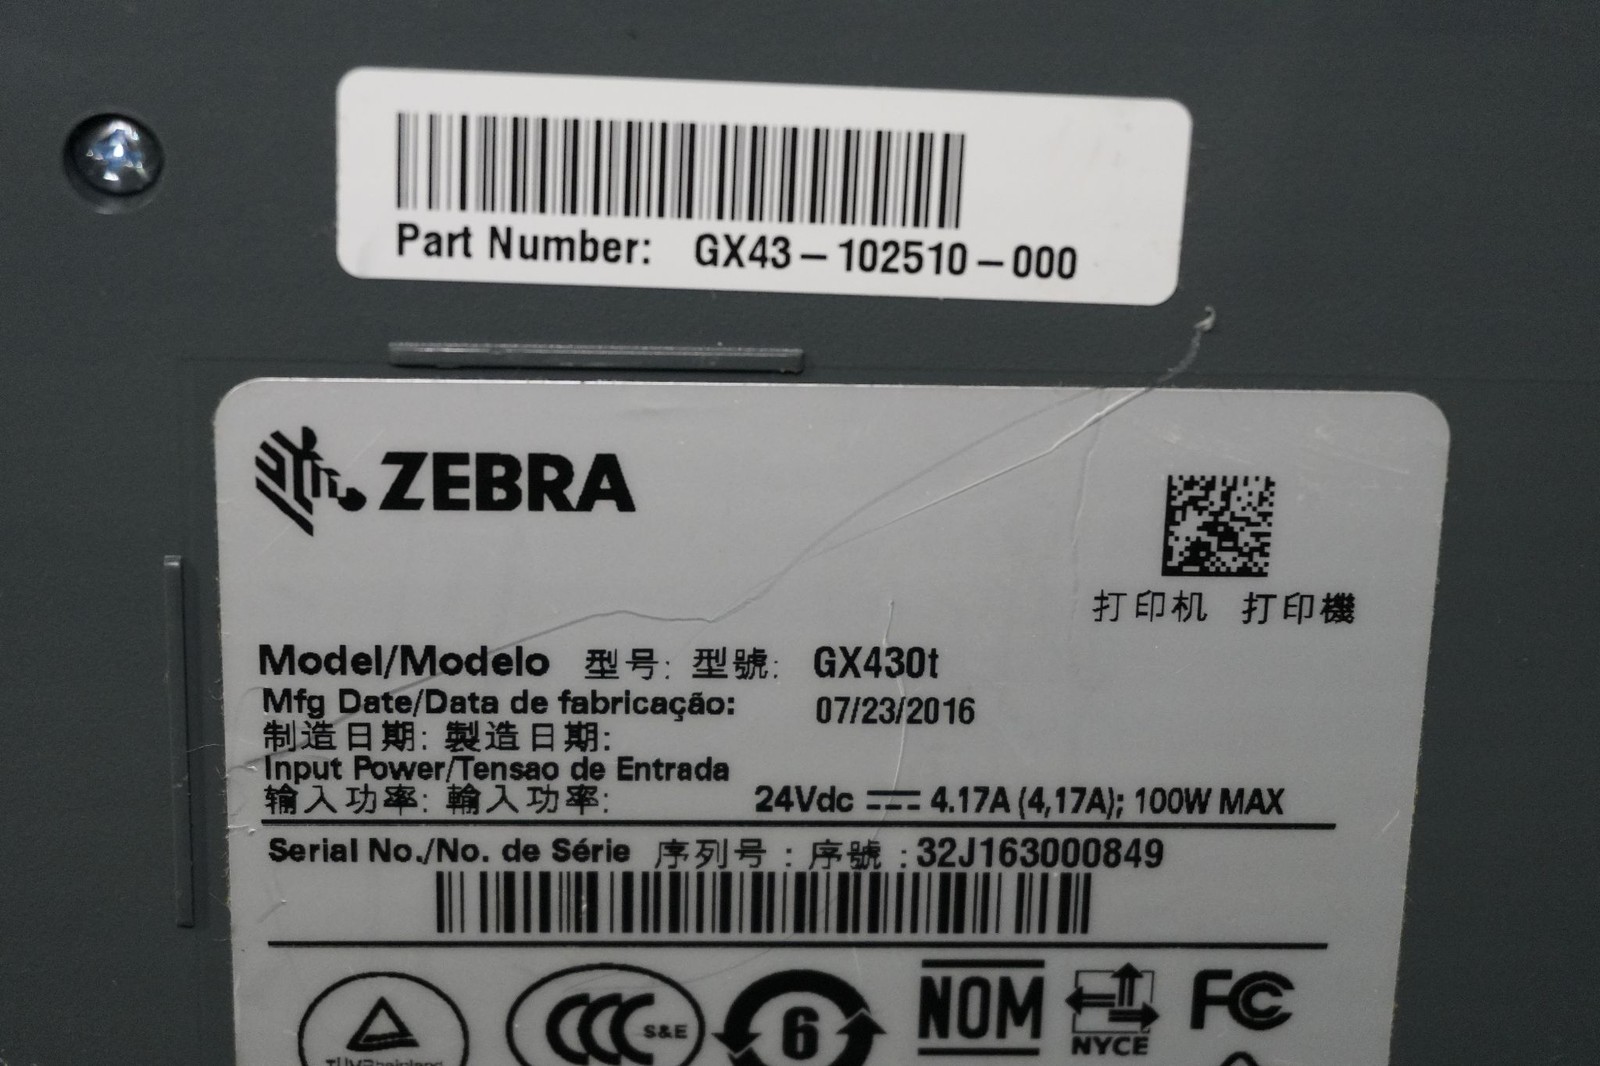 Part Number: GX43–102510–000
ZEBRA
打印机 打印機
Model/Modelo 型号: 型號: GX430t
Mfg Date/Data de fabricação: 07/23/2016
制造日期: 製造日期:
Input Power/Tensao de Entrada
输入功率: 輸入功率: 24Vdc ⎓ 4.17A (4,17A); 100W MAX
Serial No./No. de Série 序列号: 序號: 32J163000849
TÜVRheinland CCC S&E 6 NOM NYCE FC